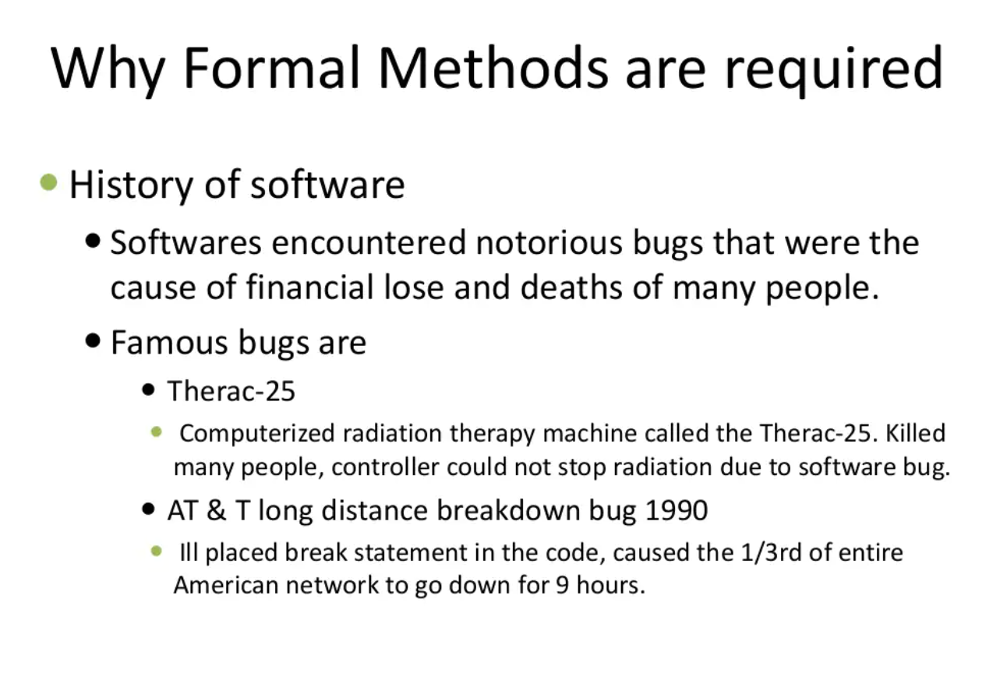 Why Formal Methods are required
History of software
Softwares encountered notorious bugs that were the
cause of financial lose and deaths of many people.
Famous bugs are
Therac-25
Computerized radiation therapy machine called the Therac-25. Killed
many people, controller could not stop radiation due to software bug.
AT & T long distance breakdown bug 1990
Ill placed break statement in the code, caused the 1/3rd of entire
American network to go down for 9 hours.